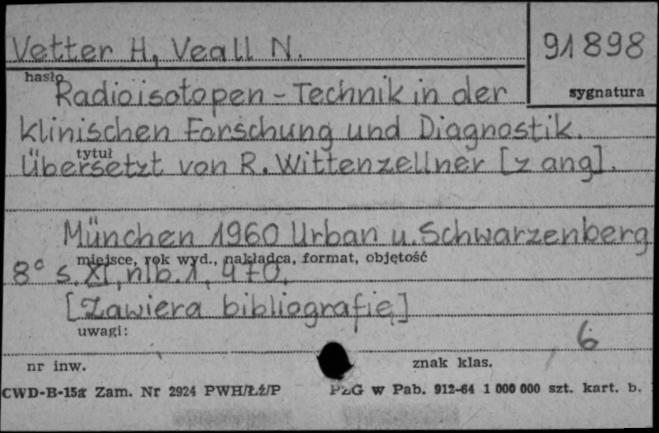 Vetter H, Veall N.
91898
hasło
sygnatura
Radioisotopen - Technik in der
klinischen Forschung und Diagnostik.
tytuł
Übersetzt von R. Wittenzellner [z ang].
München 1960 Urban u. Schwarzenberg
miejsce, rok wyd., nakładca, format, objętość
8° s. XI, nlb. 1, 470.
[Zawiera bibliografię]
uwagi:
6
nr inw.
znak klas.
CWD-B-15a Zam. Nr 2924 PWH/Łź/P
PZG w Pab. 912-64 1 000 000 szt. kart. b.